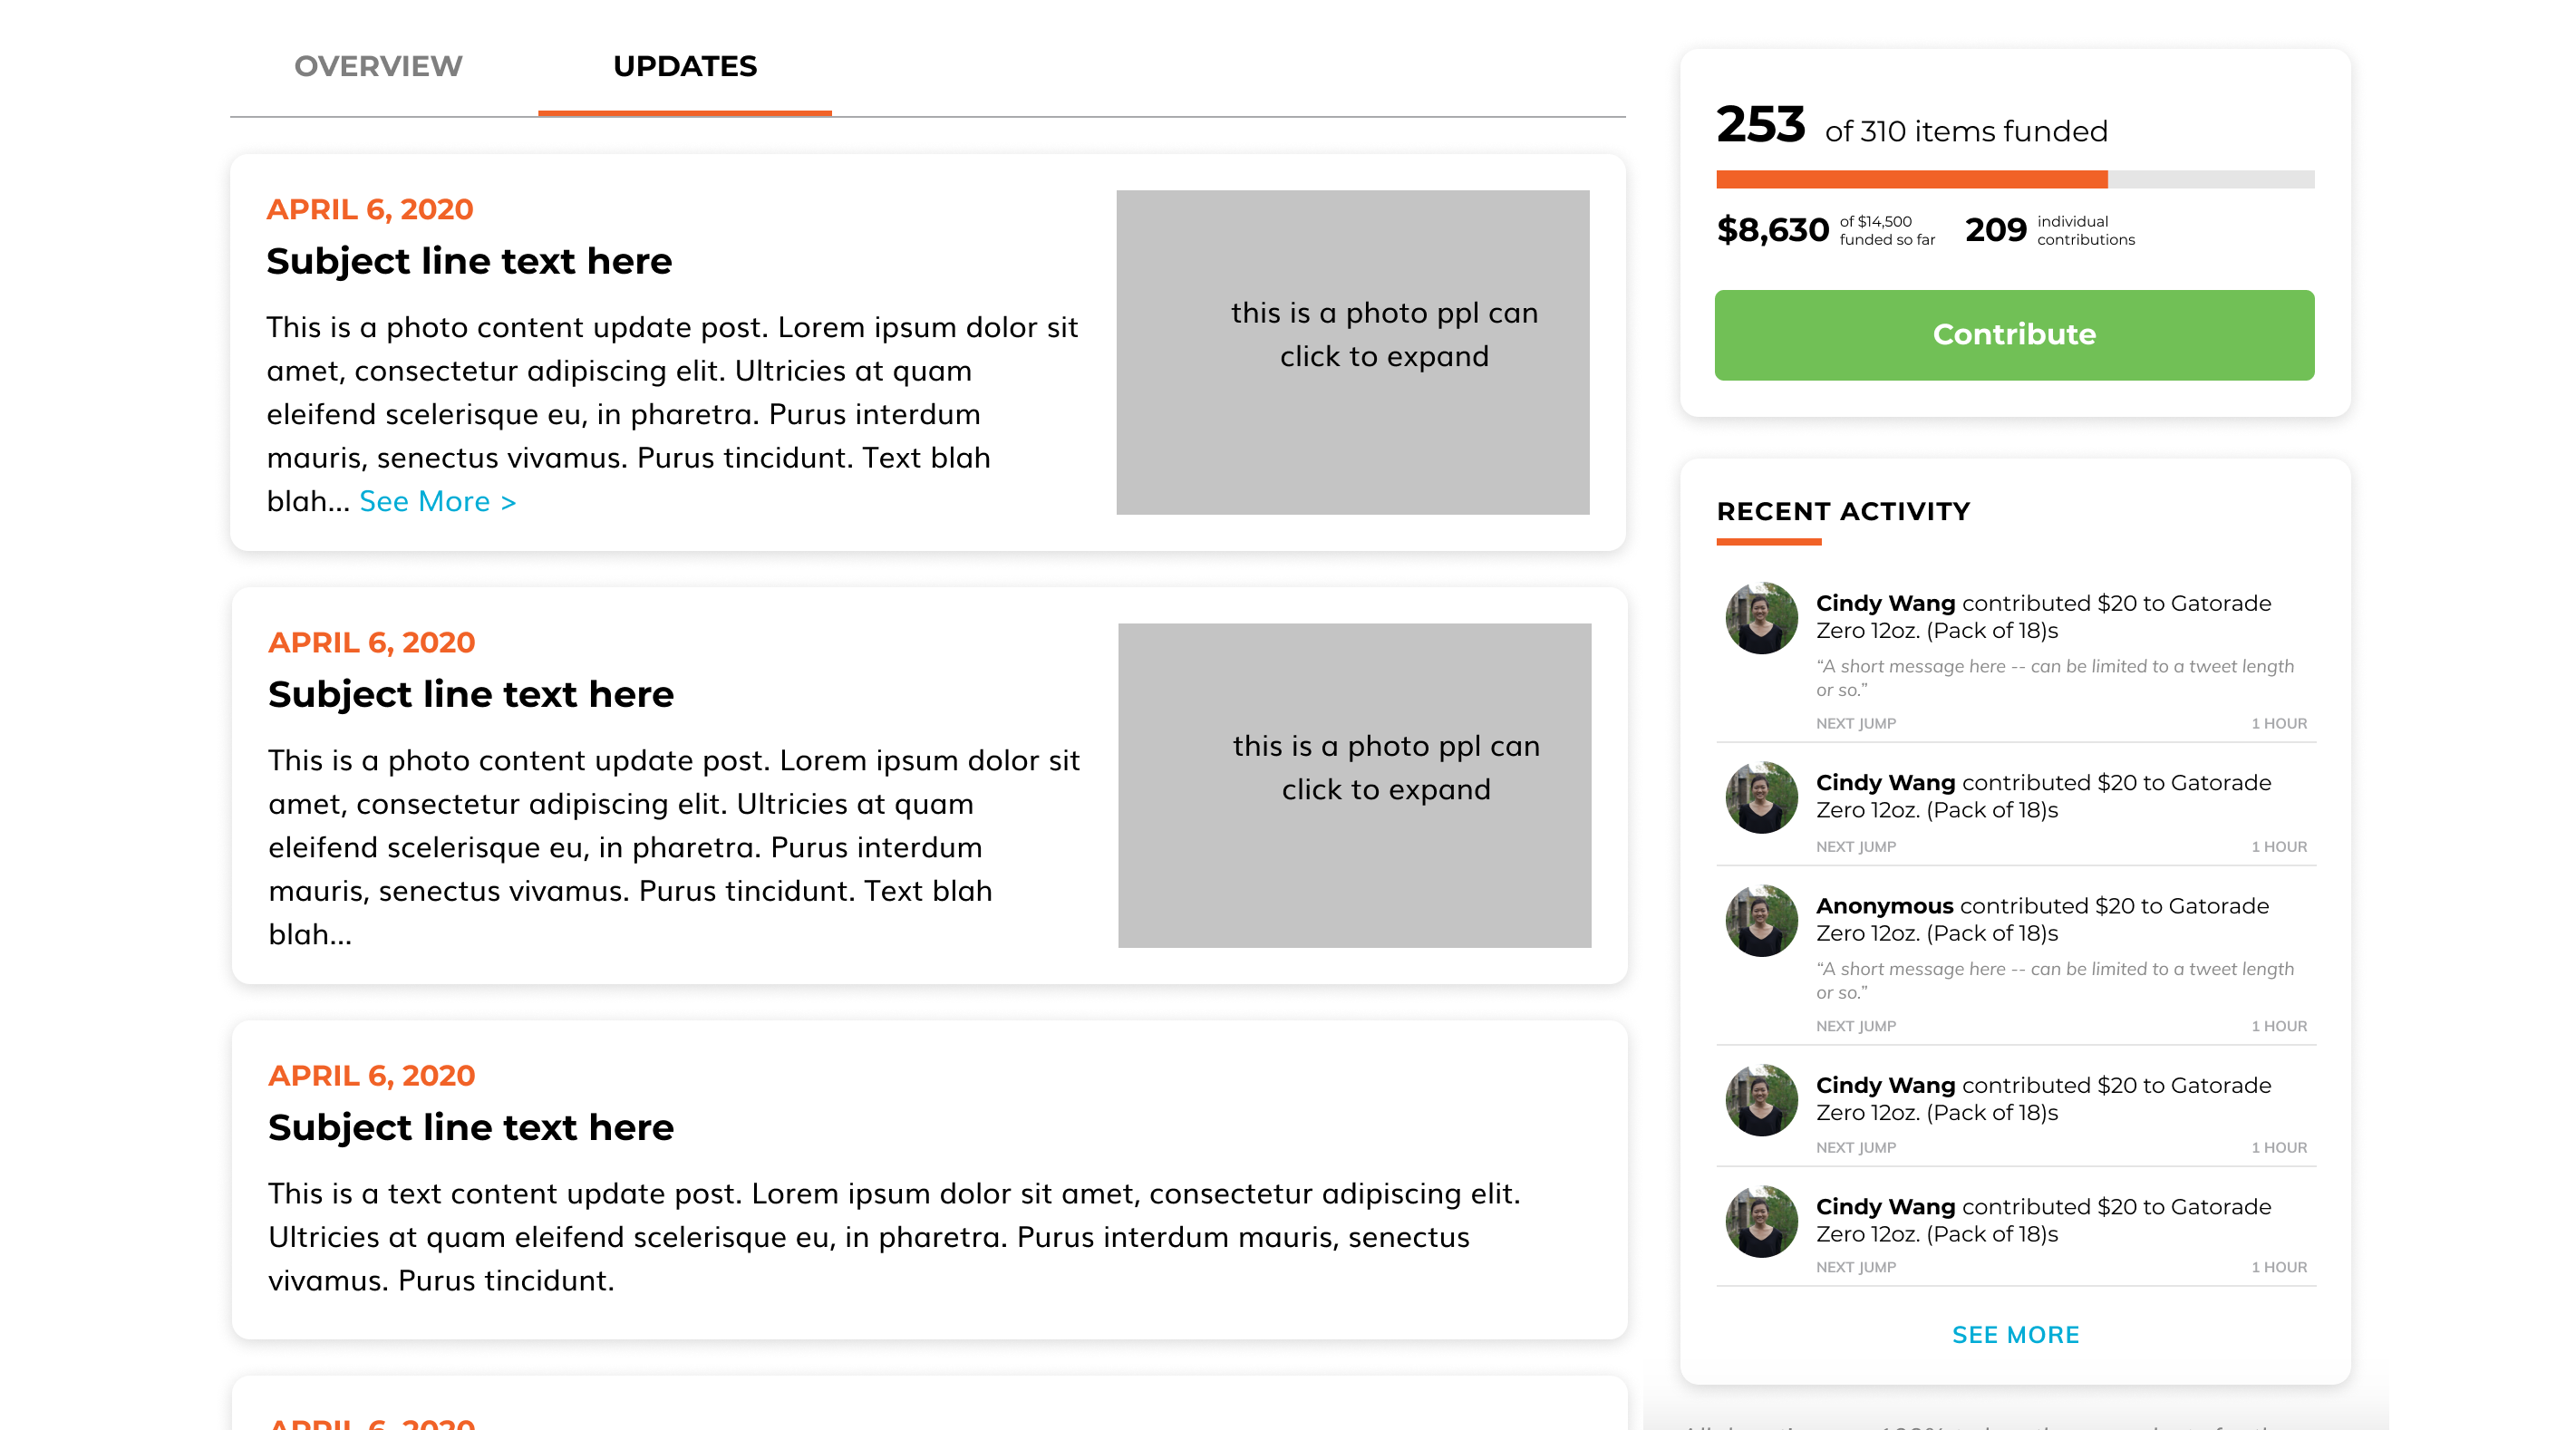 OVERVIEW
UPDATES
APRIL 6, 2020
Subject line text here
This is a photo content update post. Lorem ipsum dolor sit
amet, consectetur adipiscing elit. Ultricies at quam
eleifend scelerisque eu, in pharetra. Purus interdum
mauris, senectus vivamus. Purus tincidunt. Text blah
blah... See More >
this is a photo ppl can
click to expand
APRIL 6, 2020
Subject line text here
This is a photo content update post. Lorem ipsum dolor sit
amet, consectetur adipiscing elit. Ultricies at quam
eleifend scelerisque eu, in pharetra. Purus interdum
mauris, senectus vivamus. Purus tincidunt. Text blah
blah...
this is a photo ppl can
click to expand
APRIL 6, 2020
Subject line text here
This is a text content update post. Lorem ipsum dolor sit amet, consectetur adipiscing elit.
Ultricies at quam eleifend scelerisque eu, in pharetra. Purus interdum mauris, senectus
vivamus. Purus tincidunt.
APRIL 6, 2020
253 of 310 items funded
$8,630 of $14,500
funded so far
209 individual
contributions
Contribute
RECENT ACTIVITY
Cindy Wang contributed $20 to Gatorade
Zero 12oz. (Pack of 18)s
“A short message here -- can be limited to a tweet length
or so.”
NEXT JUMP 1 HOUR
Cindy Wang contributed $20 to Gatorade
Zero 12oz. (Pack of 18)s
NEXT JUMP 1 HOUR
Anonymous contributed $20 to Gatorade
Zero 12oz. (Pack of 18)s
“A short message here -- can be limited to a tweet length
or so.”
NEXT JUMP 1 HOUR
Cindy Wang contributed $20 to Gatorade
Zero 12oz. (Pack of 18)s
NEXT JUMP 1 HOUR
Cindy Wang contributed $20 to Gatorade
Zero 12oz. (Pack of 18)s
NEXT JUMP 1 HOUR
SEE MORE